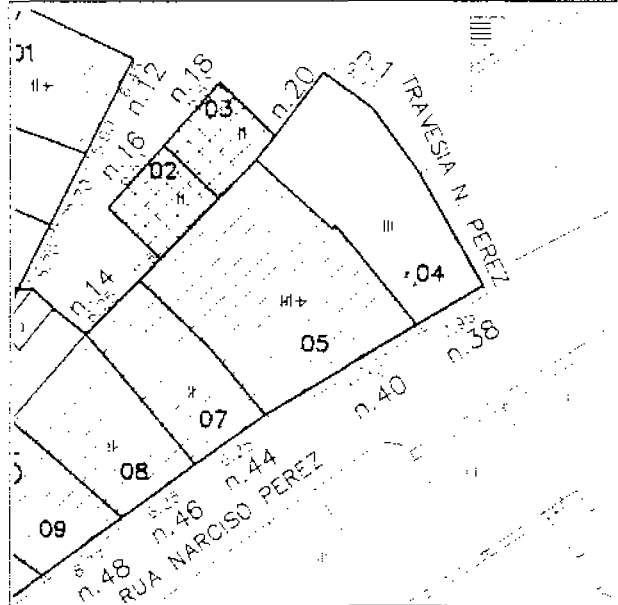 01
n.12
n.18
n.20
n.1
TRAVESIA N. PEREZ
03
n.16
02
III
04
n.14
05
n.38
07
n.40
08
n.44
09
n.46
n.48
RUA NARCISO PEREZ